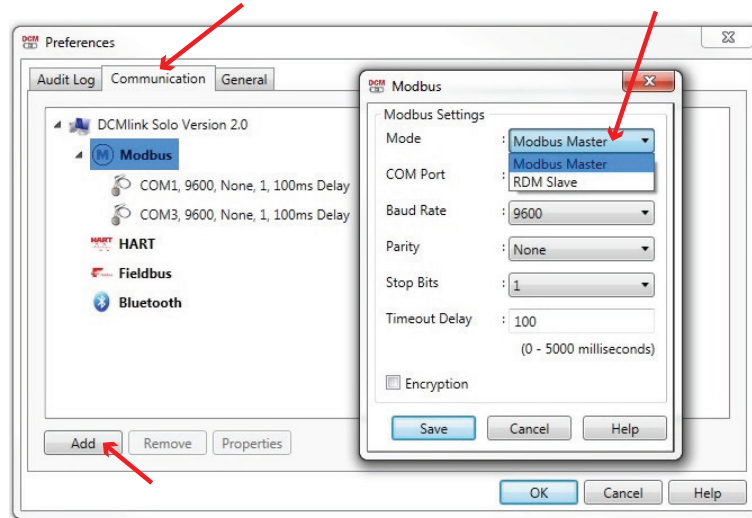 DCM Preferences
Audit Log Communication General
DCMlink Solo Version 2.0
M Modbus
COM1, 9600, None, 1, 100ms Delay
COM3, 9600, None, 1, 100ms Delay
HART HART
Fieldbus
Bluetooth
Add Remove Properties
DCM Modbus
Modbus Settings
Mode : Modbus Master
Modbus Master
RDM Slave
COM Port :
Baud Rate : 9600
Parity : None
Stop Bits : 1
Timeout Delay : 100
(0 - 5000 milliseconds)
Encryption
Save Cancel Help
OK Cancel Help